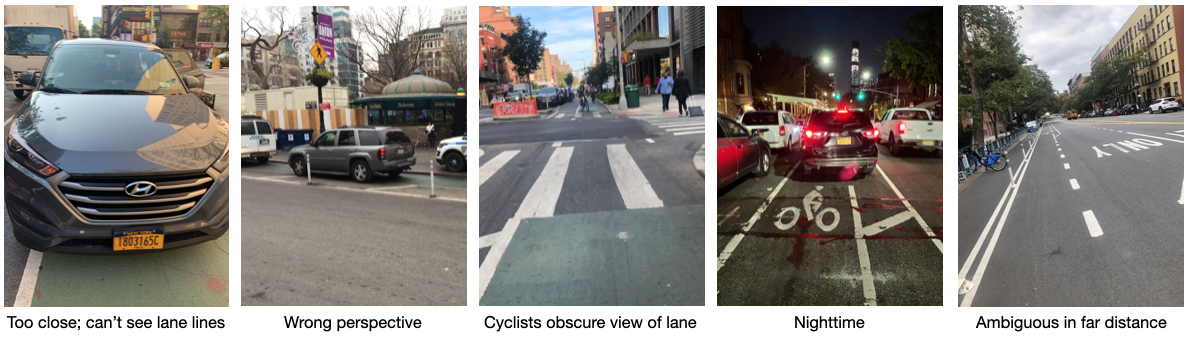 T803165C
UNION
ONLY
Too close; can't see lane lines
Wrong perspective
Cyclists obscure view of lane
Nighttime
Ambiguous in far distance